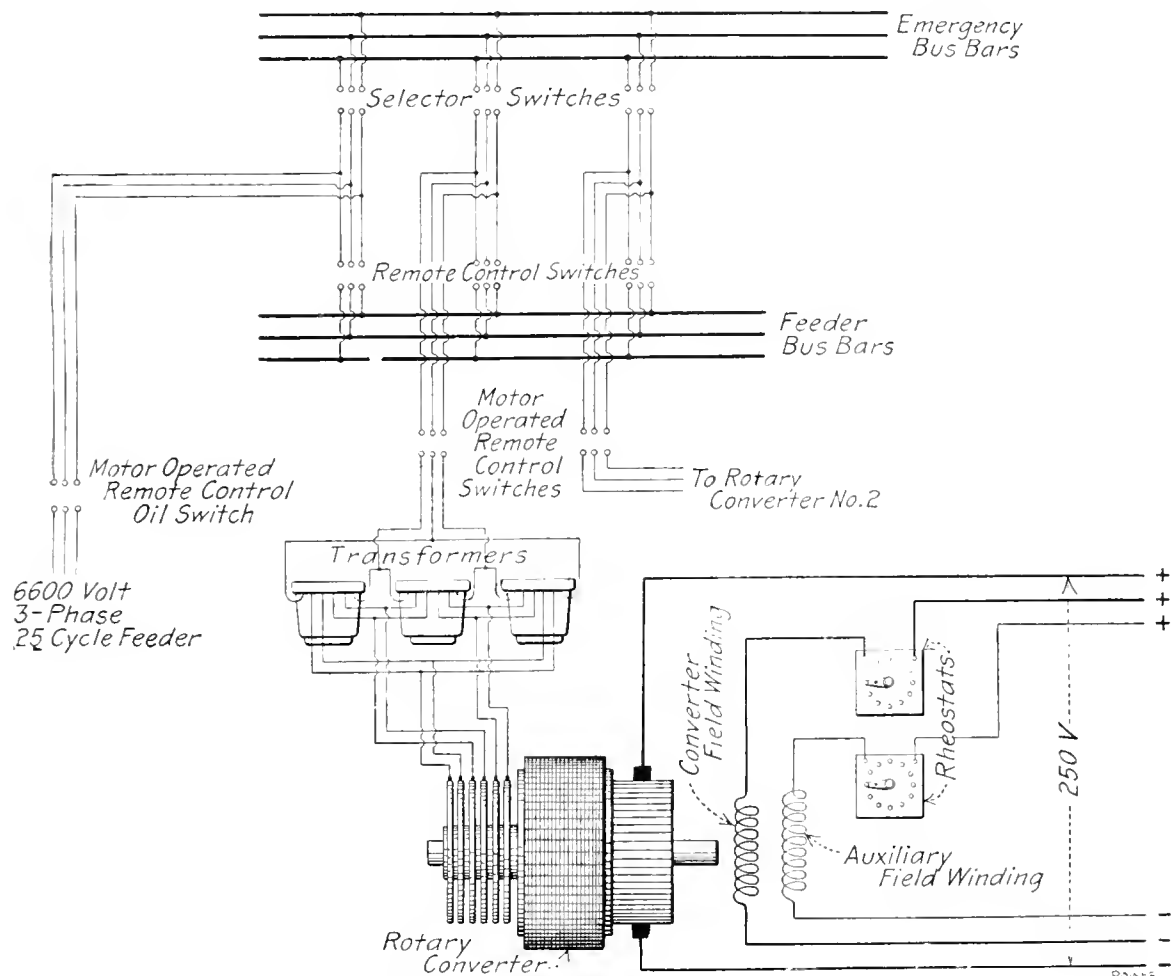 Emergency
Bus Bars
Selector Switches
Remote Control Switches
Feeder
Bus Bars
Motor
Operated
Remote
Control
Switches
Motor Operated
Remote Control
Oil Switch
To Rotary
Converter No.2
Transformers
6600 Volt
3-Phase
25 Cycle Feeder
+
+
+
Converter
Field Winding
Rheostats
250 V
Auxiliary
Field Winding
Rotary
Converter
-
-
-